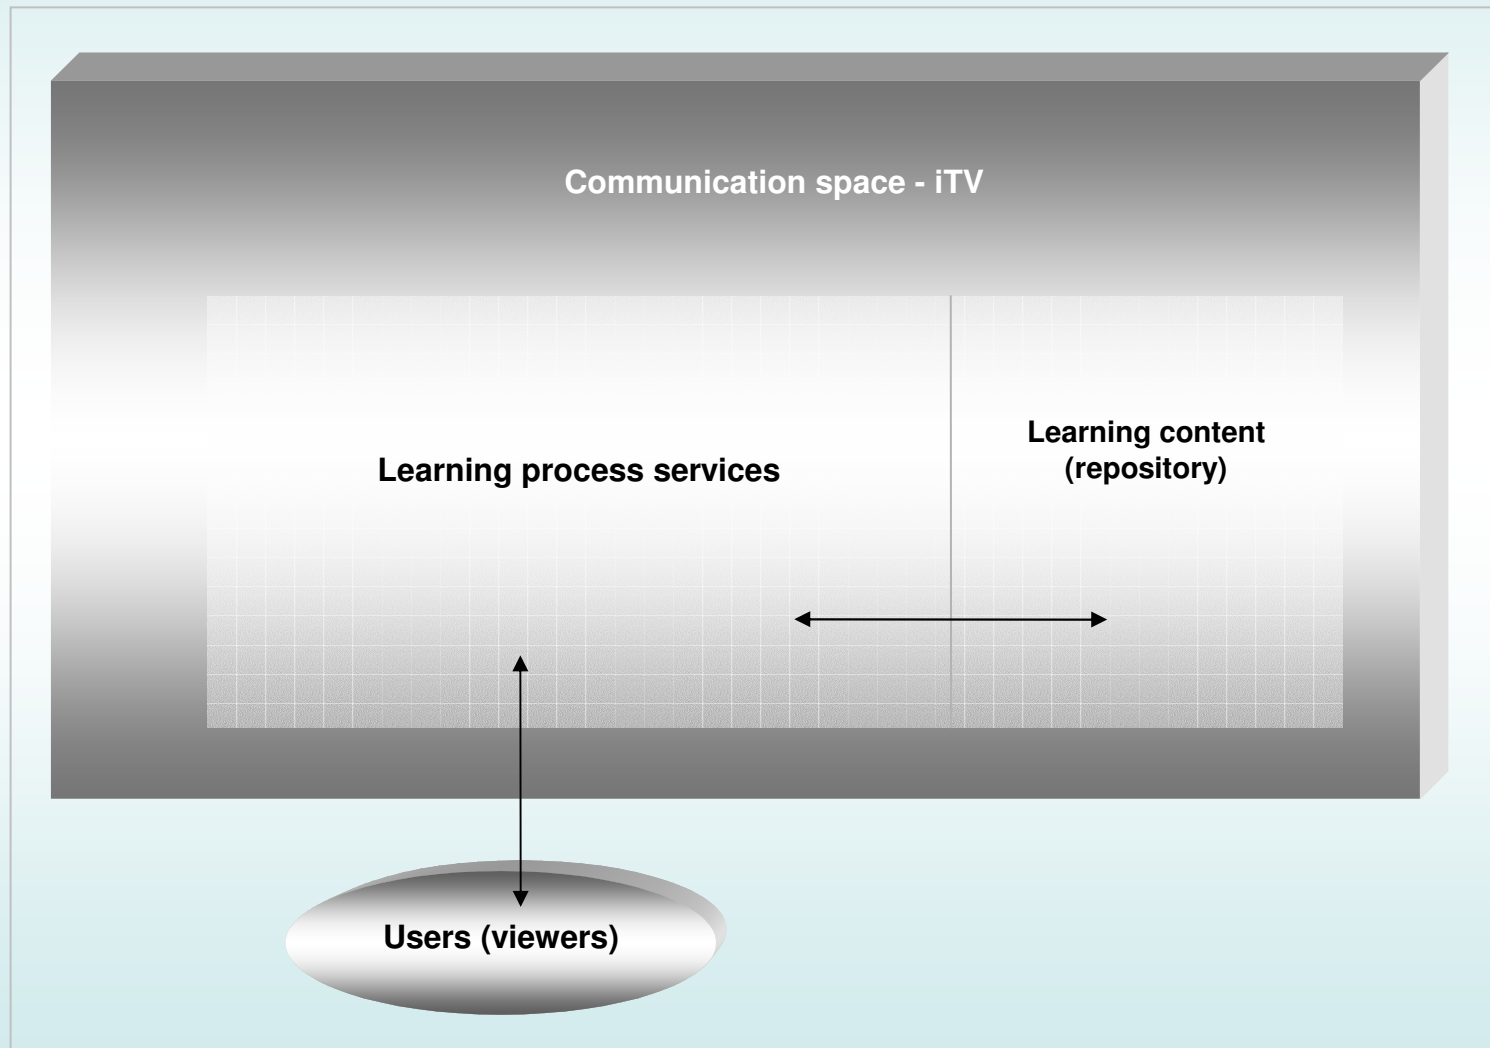 Communication space - iTV
Learning content
(repository)
Learning process services
Users (viewers)